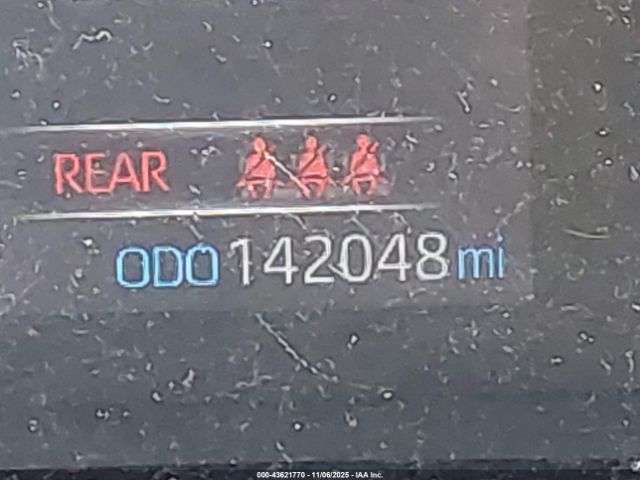 REAR
ODO 142048 mi
000-43621770 - 11/06/2025 - IAA Inc.